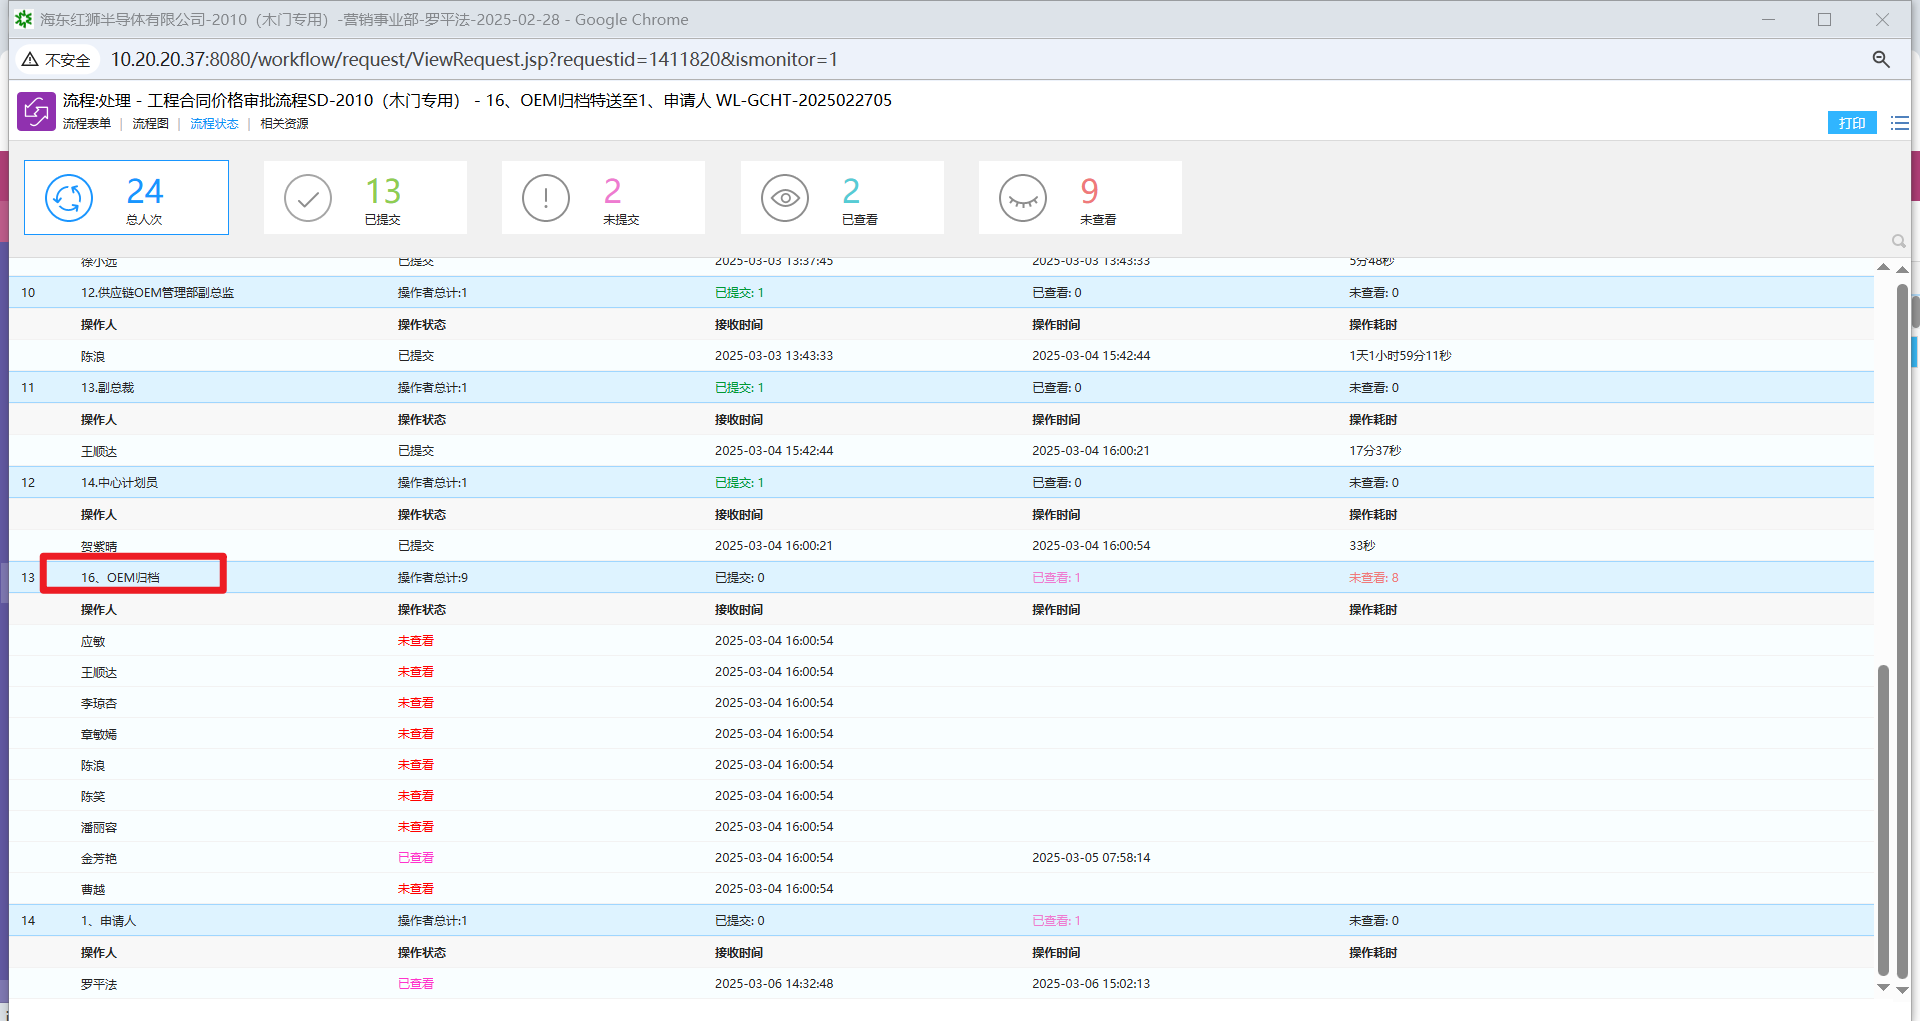 海东红狮半导体有限公司-2010（木门专用）-营销事业部-罗平法-2025-02-28 - Google Chrome
不安全 10.20.20.37:8080/workflow/request/ViewRequest.jsp?requestid=1411820&ismonitor=1
流程:处理 - 工程合同价格审批流程SD-2010（木门专用） - 16、OEM归档特送至1、申请人 WL-GCHT-2025022705
流程表单 | 流程图 | 流程状态 | 相关资源
打印
24 总人次
13 已提交
2 未提交
2 已查看
9 未查看
徐小远 已提交 2025-03-03 13:37:45 2025-03-03 13:43:33 5分48秒
10 12.供应链OEM管理部副总监 操作者总计:1 已提交: 1 已查看: 0 未查看: 0
操作人 操作状态 接收时间 操作时间 操作耗时
陈浪 已提交 2025-03-03 13:43:33 2025-03-04 15:42:44 1天1小时59分11秒
11 13.副总裁 操作者总计:1 已提交: 1 已查看: 0 未查看: 0
操作人 操作状态 接收时间 操作时间 操作耗时
王顺达 已提交 2025-03-04 15:42:44 2025-03-04 16:00:21 17分37秒
12 14.中心计划员 操作者总计:1 已提交: 1 已查看: 0 未查看: 0
操作人 操作状态 接收时间 操作时间 操作耗时
贺紫晴 已提交 2025-03-04 16:00:21 2025-03-04 16:00:54 33秒
13 16、OEM归档 操作者总计:9 已提交: 0 已查看: 1 未查看: 8
操作人 操作状态 接收时间 操作时间 操作耗时
应敏 未查看 2025-03-04 16:00:54
王顺达 未查看 2025-03-04 16:00:54
李琼杏 未查看 2025-03-04 16:00:54
章敏嫣 未查看 2025-03-04 16:00:54
陈浪 未查看 2025-03-04 16:00:54
陈笑 未查看 2025-03-04 16:00:54
潘丽容 未查看 2025-03-04 16:00:54
金芳艳 已查看 2025-03-04 16:00:54 2025-03-05 07:58:14
曹越 未查看 2025-03-04 16:00:54
14 1、申请人 操作者总计:1 已提交: 0 已查看: 1 未查看: 0
操作人 操作状态 接收时间 操作时间 操作耗时
罗平法 已查看 2025-03-06 14:32:48 2025-03-06 15:02:13